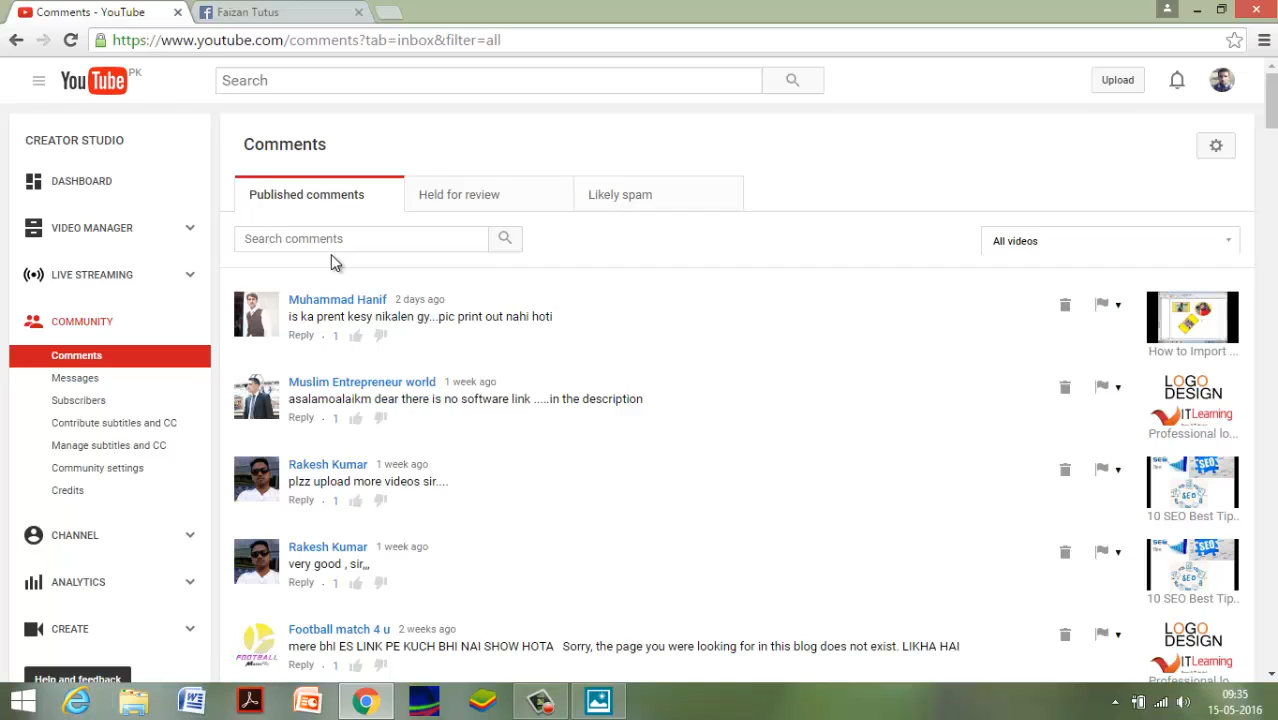 Comments - YouTube
Faizan Tutus
https://www.youtube.com/comments?tab=inbox&filter=all
YouTube PK
Search
Upload
CREATOR STUDIO
DASHBOARD
VIDEO MANAGER
LIVE STREAMING
COMMUNITY
Comments
Messages
Subscribers
Contribute subtitles and CC
Manage subtitles and CC
Community settings
Credits
CHANNEL
ANALYTICS
CREATE
Help and feedback
Comments
Published comments
Held for review
Likely spam
Search comments
All videos
Muhammad Hanif 2 days ago
is ka prent kesy nikalen gy...pic print out nahi hoti
Reply · 1
How to Import ...
Muslim Entrepreneur world 1 week ago
asalamoalaikm dear there is no software link .....in the description
Reply · 1
LOGO
DESIGN
ITLearning
Professional lo...
Rakesh Kumar 1 week ago
plzz upload more videos sir....
Reply · 1
SEO
10 SEO Best Tip..
Rakesh Kumar 1 week ago
very good , sir,,,
Reply · 1
SEO
10 SEO Best Tip..
Football match 4 u 2 weeks ago
mere bhI ES LINK PE KUCH BHI NAI SHOW HOTA Sorry, the page you were looking for in this blog does not exist. LIKHA HAI
Reply · 1
FOOTBALL
LOGO
DESIGN
ITLearning
Professional lo...
09:35
15-05-2016